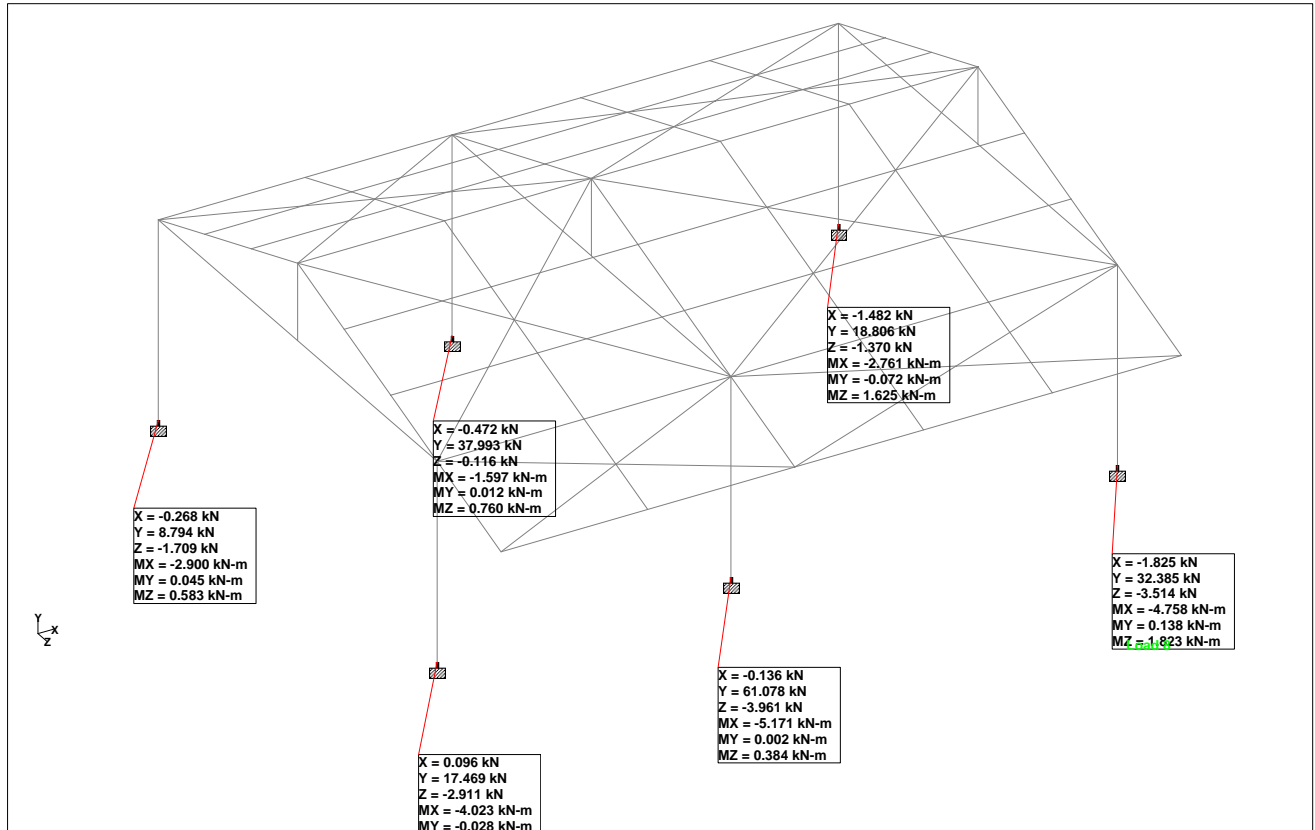 X = -1.482 kN
Y = 18.806 kN
Z = -1.370 kN
MX = -2.761 kN-m
MY = -0.072 kN-m
MZ = 1.625 kN-m
X = -0.472 kN
Y = 37.993 kN
Z = -0.116 kN
MX = -1.597 kN-m
MY = 0.012 kN-m
MZ = 0.760 kN-m
X = -0.268 kN
Y = 8.794 kN
Z = -1.709 kN
MX = -2.900 kN-m
MY = 0.045 kN-m
MZ = 0.583 kN-m
X = -1.825 kN
Y = 32.385 kN
Z = -3.514 kN
MX = -4.758 kN-m
MY = 0.138 kN-m
MZ = 1.823 kN-m
Load
Y
X
Z
X = -0.136 kN
Y = 61.078 kN
Z = -3.961 kN
MX = -5.171 kN-m
MY = 0.002 kN-m
MZ = 0.384 kN-m
X = 0.096 kN
Y = 17.469 kN
Z = -2.911 kN
MX = -4.023 kN-m
MY = -0.028 kN-m